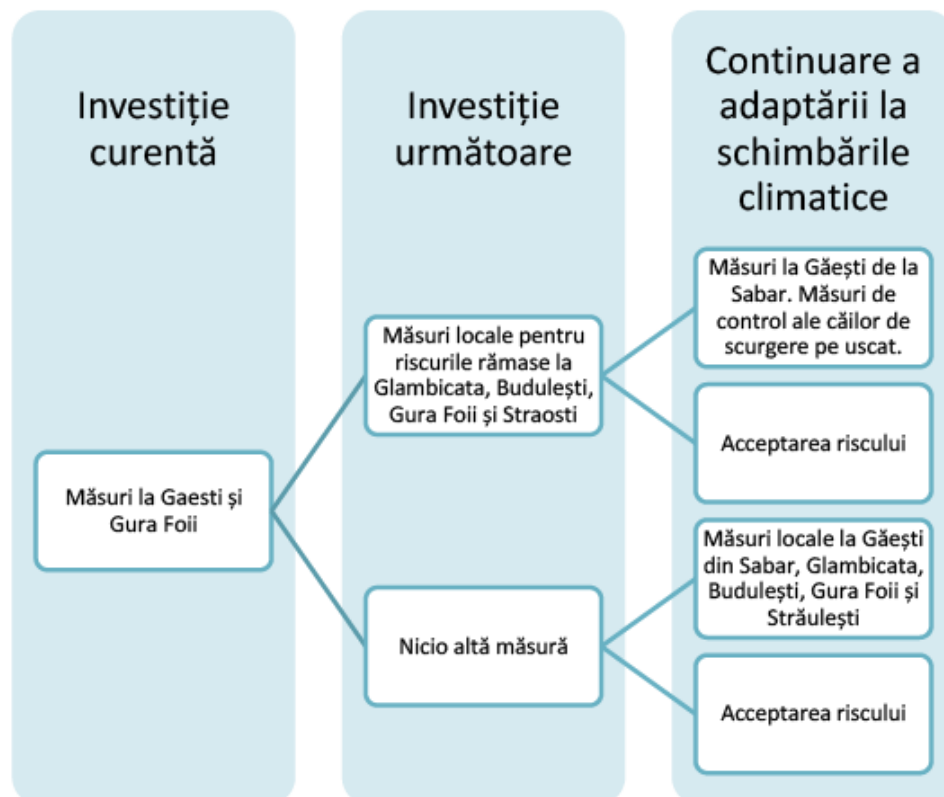 Investiție
curentă
Investiție
următoare
Continuare a
adaptării la
schimbările
climatice
Măsuri la Gaesti și
Gura Foii
Măsuri locale pentru
riscurile rămase la
Glambicata, Budulești,
Gura Foii și Straosti
Nicio altă măsură
Măsuri la Găești de la
Sabar. Măsuri de
control ale căilor de
scurgere pe uscat.
Acceptarea riscului
Măsuri locale la Găești
din Sabar, Glambicata,
Budulești, Gura Foii și
Străulești
Acceptarea riscului